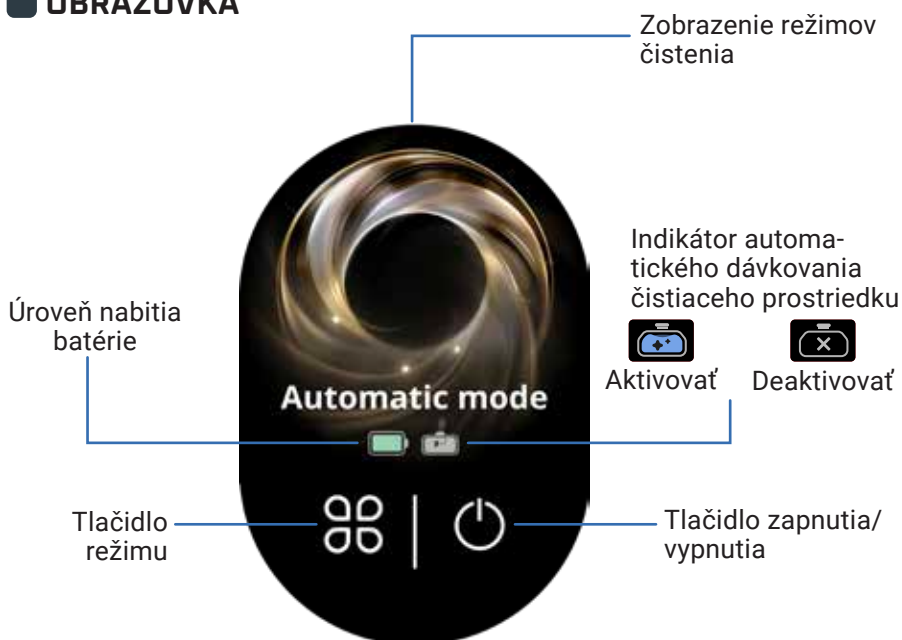 OBRAZOVKA
Zobrazenie režimov
čistenia
Indikátor automa-
tického dávkovania
čistiaceho prostriedku
Aktivovať
Deaktivovať
Úroveň nabitia
batérie
Automatic mode
Tlačidlo
režimu
Tlačidlo zapnutia/
vypnutia